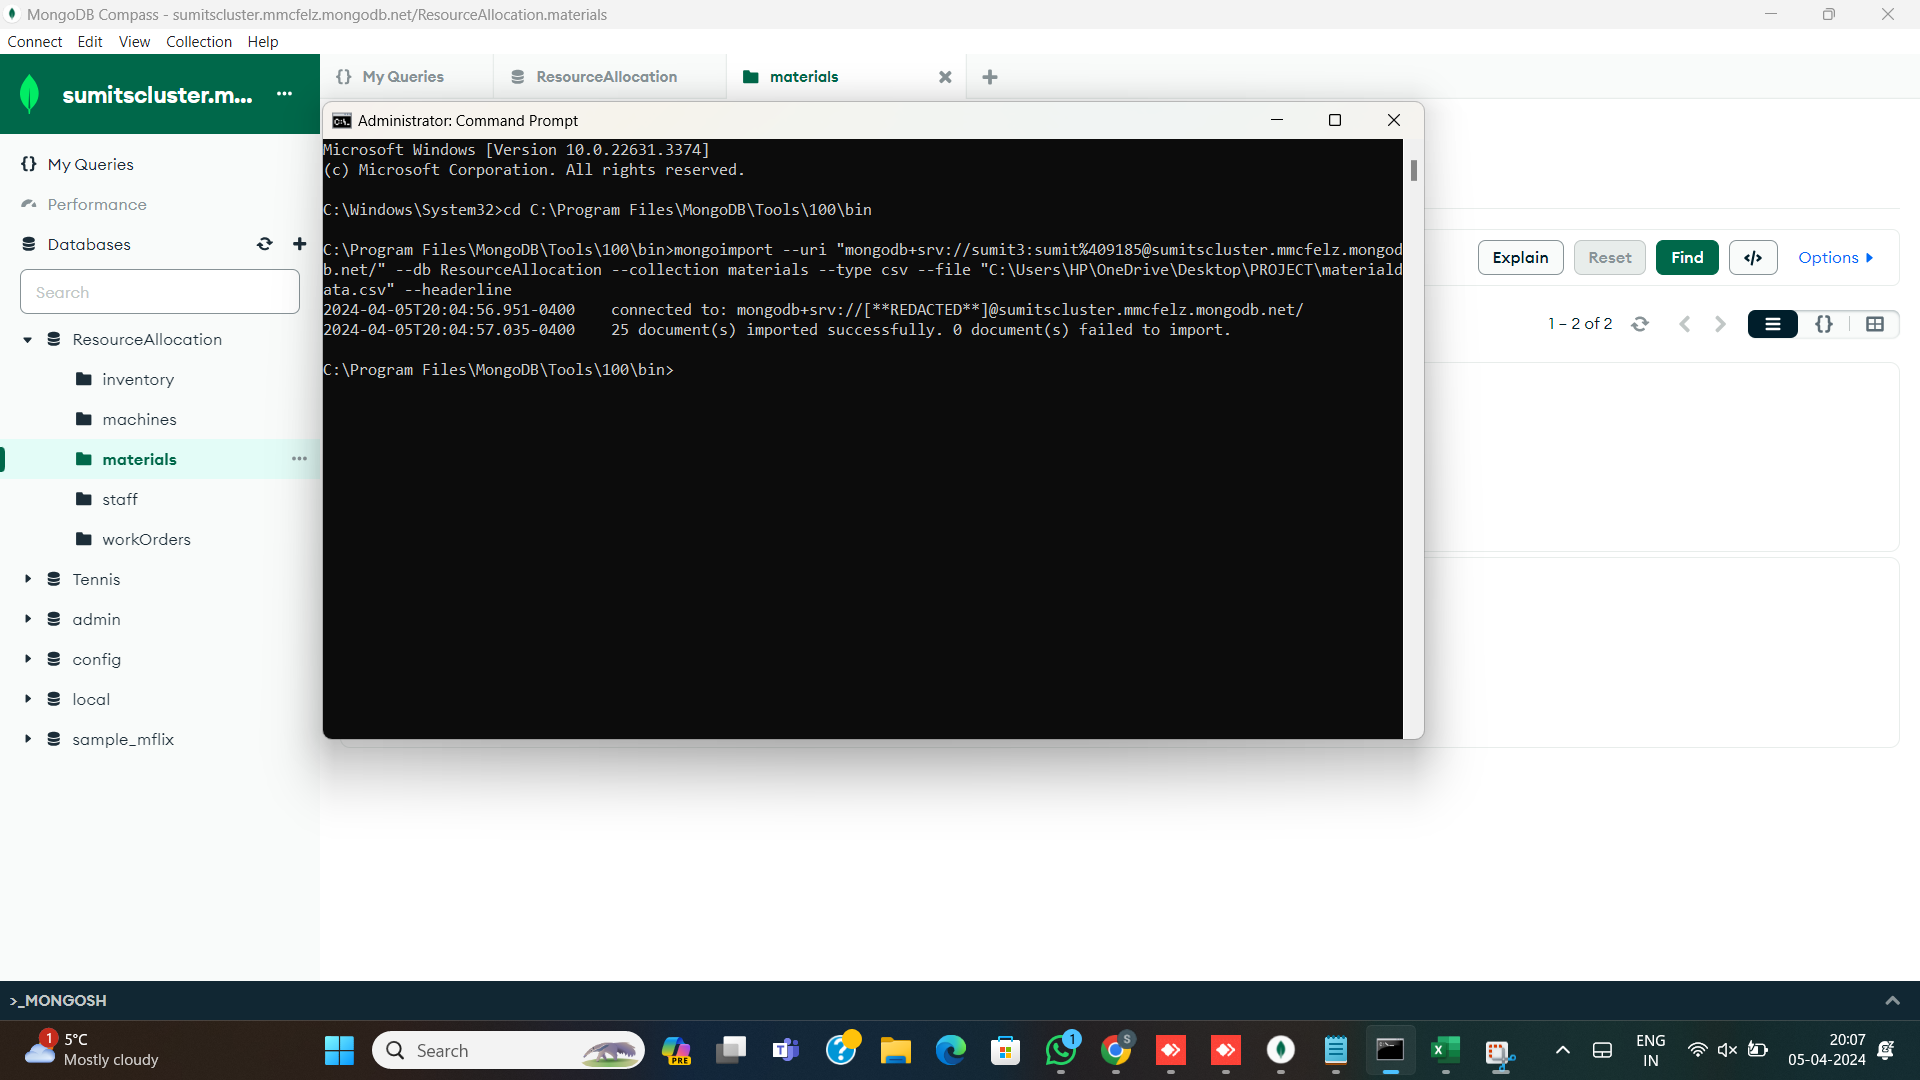 MongoDB Compass - sumitscluster.mmcfelz.mongodb.net/ResourceAllocation.materials
Connect Edit View Collection Help
sumitscluster.m... ...
{} My Queries
ResourceAllocation
materials
My Queries
Performance
Databases
Search
ResourceAllocation
inventory
machines
materials
staff
workOrders
Tennis
admin
config
local
sample_mflix
Administrator: Command Prompt
Microsoft Windows [Version 10.0.22631.3374]
(c) Microsoft Corporation. All rights reserved.
C:\Windows\System32>cd C:\Program Files\MongoDB\Tools\100\bin
C:\Program Files\MongoDB\Tools\100\bin>mongoimport --uri "mongodb+srv://sumit3:sumit%409185@sumitscluster.mmcfelz.mongod
b.net/" --db ResourceAllocation --collection materials --type csv --file "C:\Users\HP\OneDrive\Desktop\PROJECT\materiald
ata.csv" --headerline
2024-04-05T20:04:56.951-0400    connected to: mongodb+srv://[**REDACTED**]@sumitscluster.mmcfelz.mongodb.net/
2024-04-05T20:04:57.035-0400    25 document(s) imported successfully. 0 document(s) failed to import.
C:\Program Files\MongoDB\Tools\100\bin>
Explain Reset Find </> Options
1 – 2 of 2 {}
>_MONGOSH
1
5°C
Mostly cloudy
Search
PRE
1
S
ENG
IN
20:07
05-04-2024